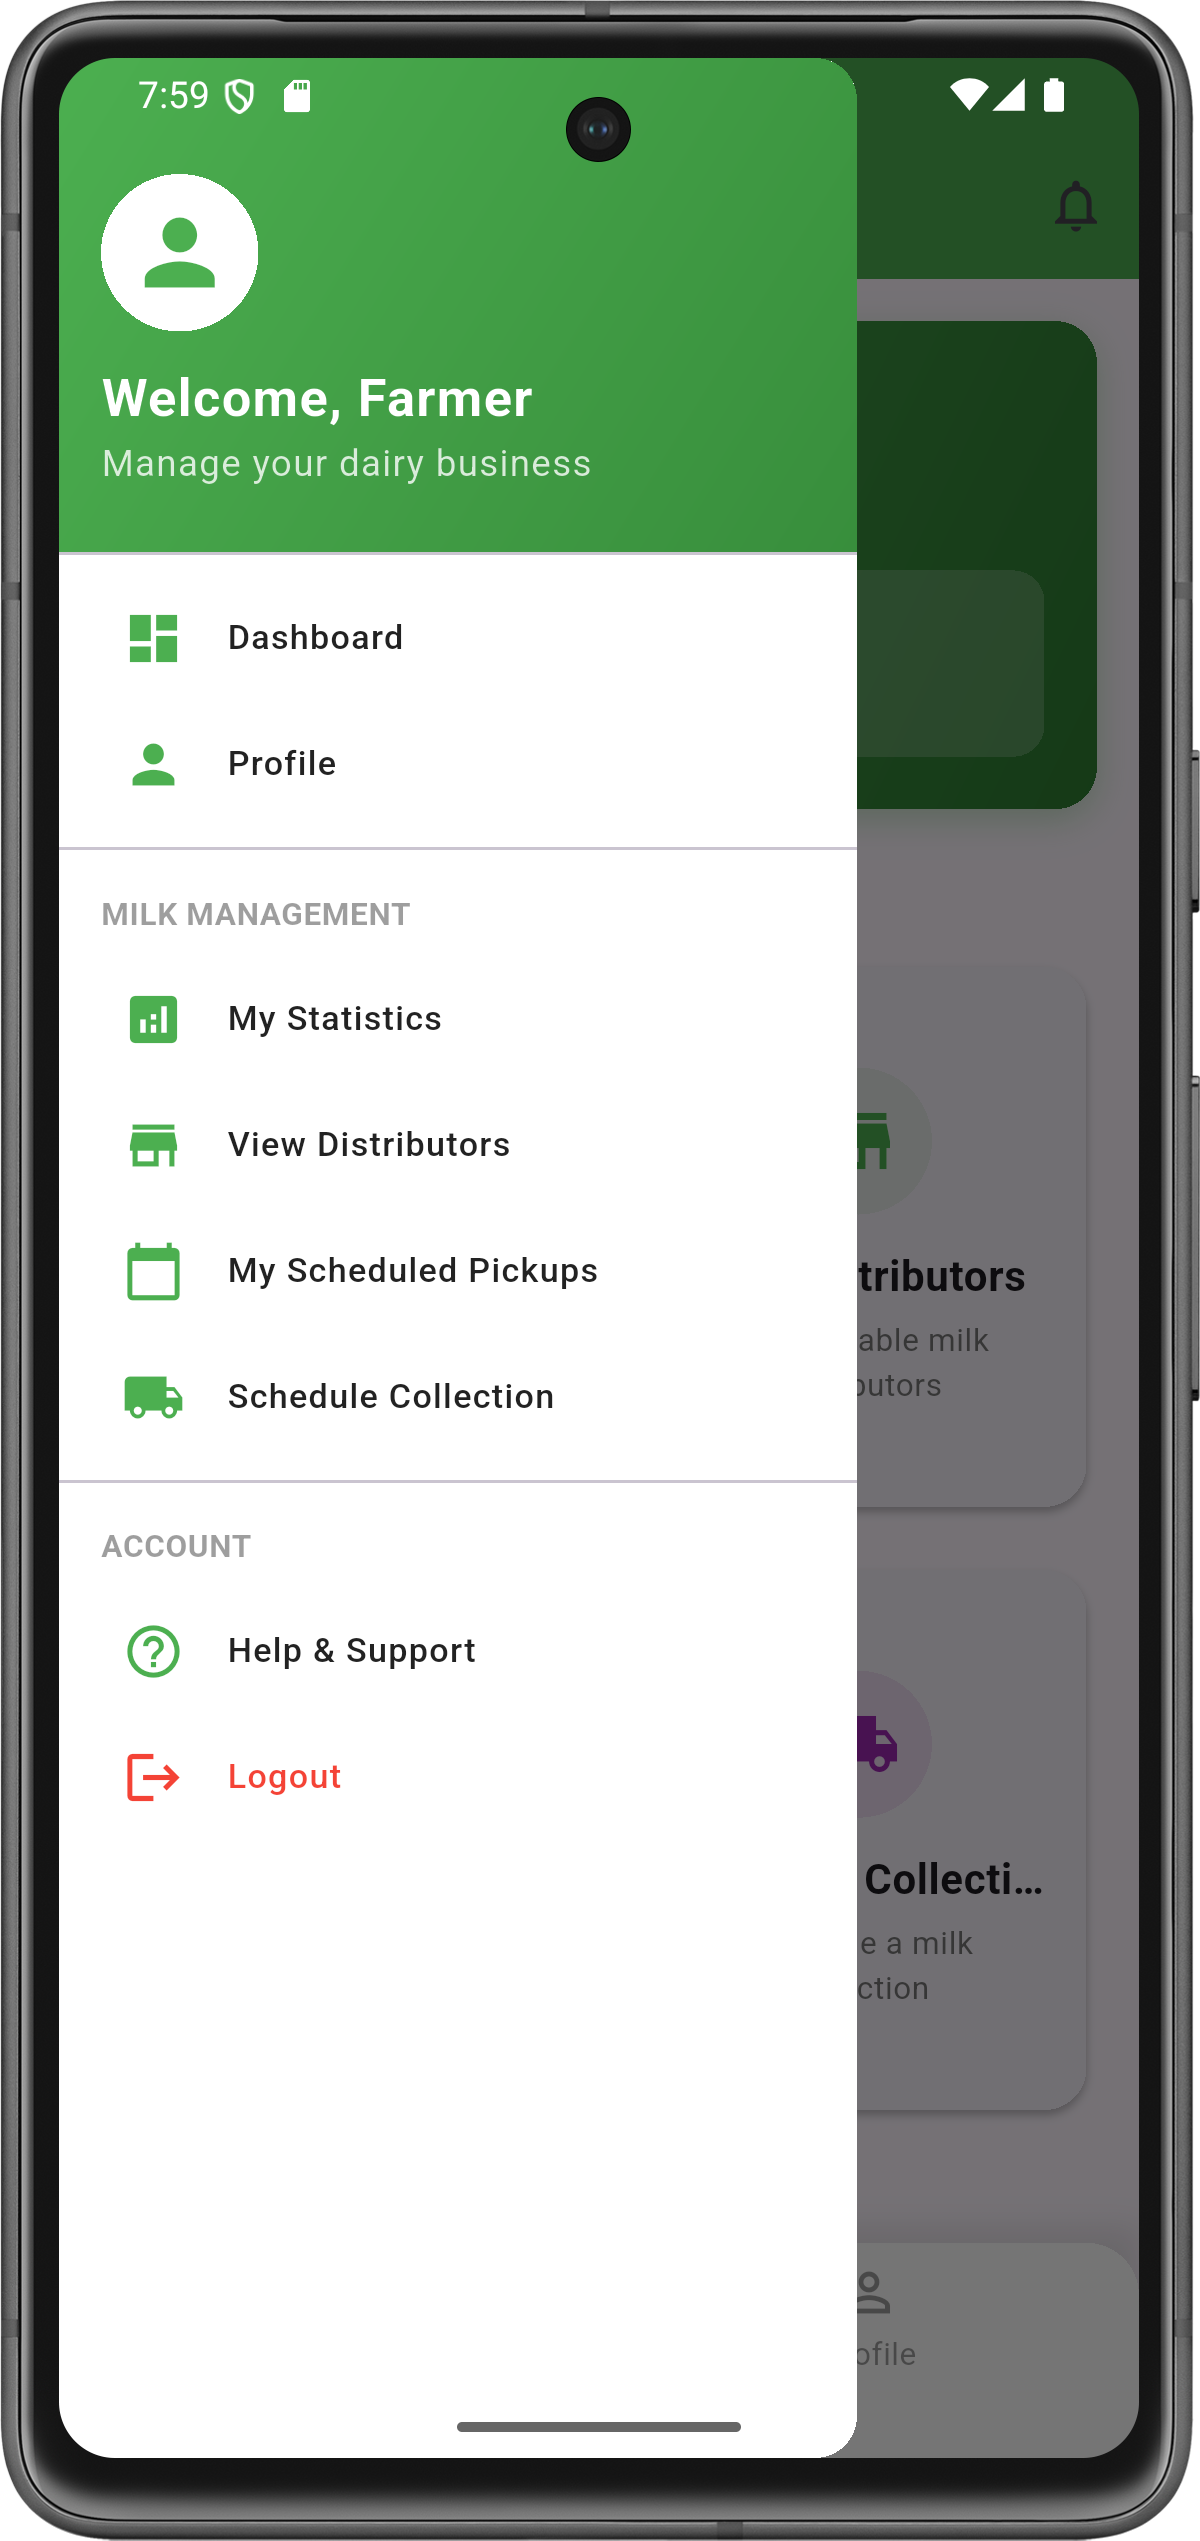 7:59
Welcome, Farmer
Manage your dairy business
Dashboard
Profile
MILK MANAGEMENT
My Statistics
View Distributors
My Scheduled Pickups
Schedule Collection
ACCOUNT
Help & Support
Logout
tributors
able milk
butors
Collecti...
e a milk
ction
ofile